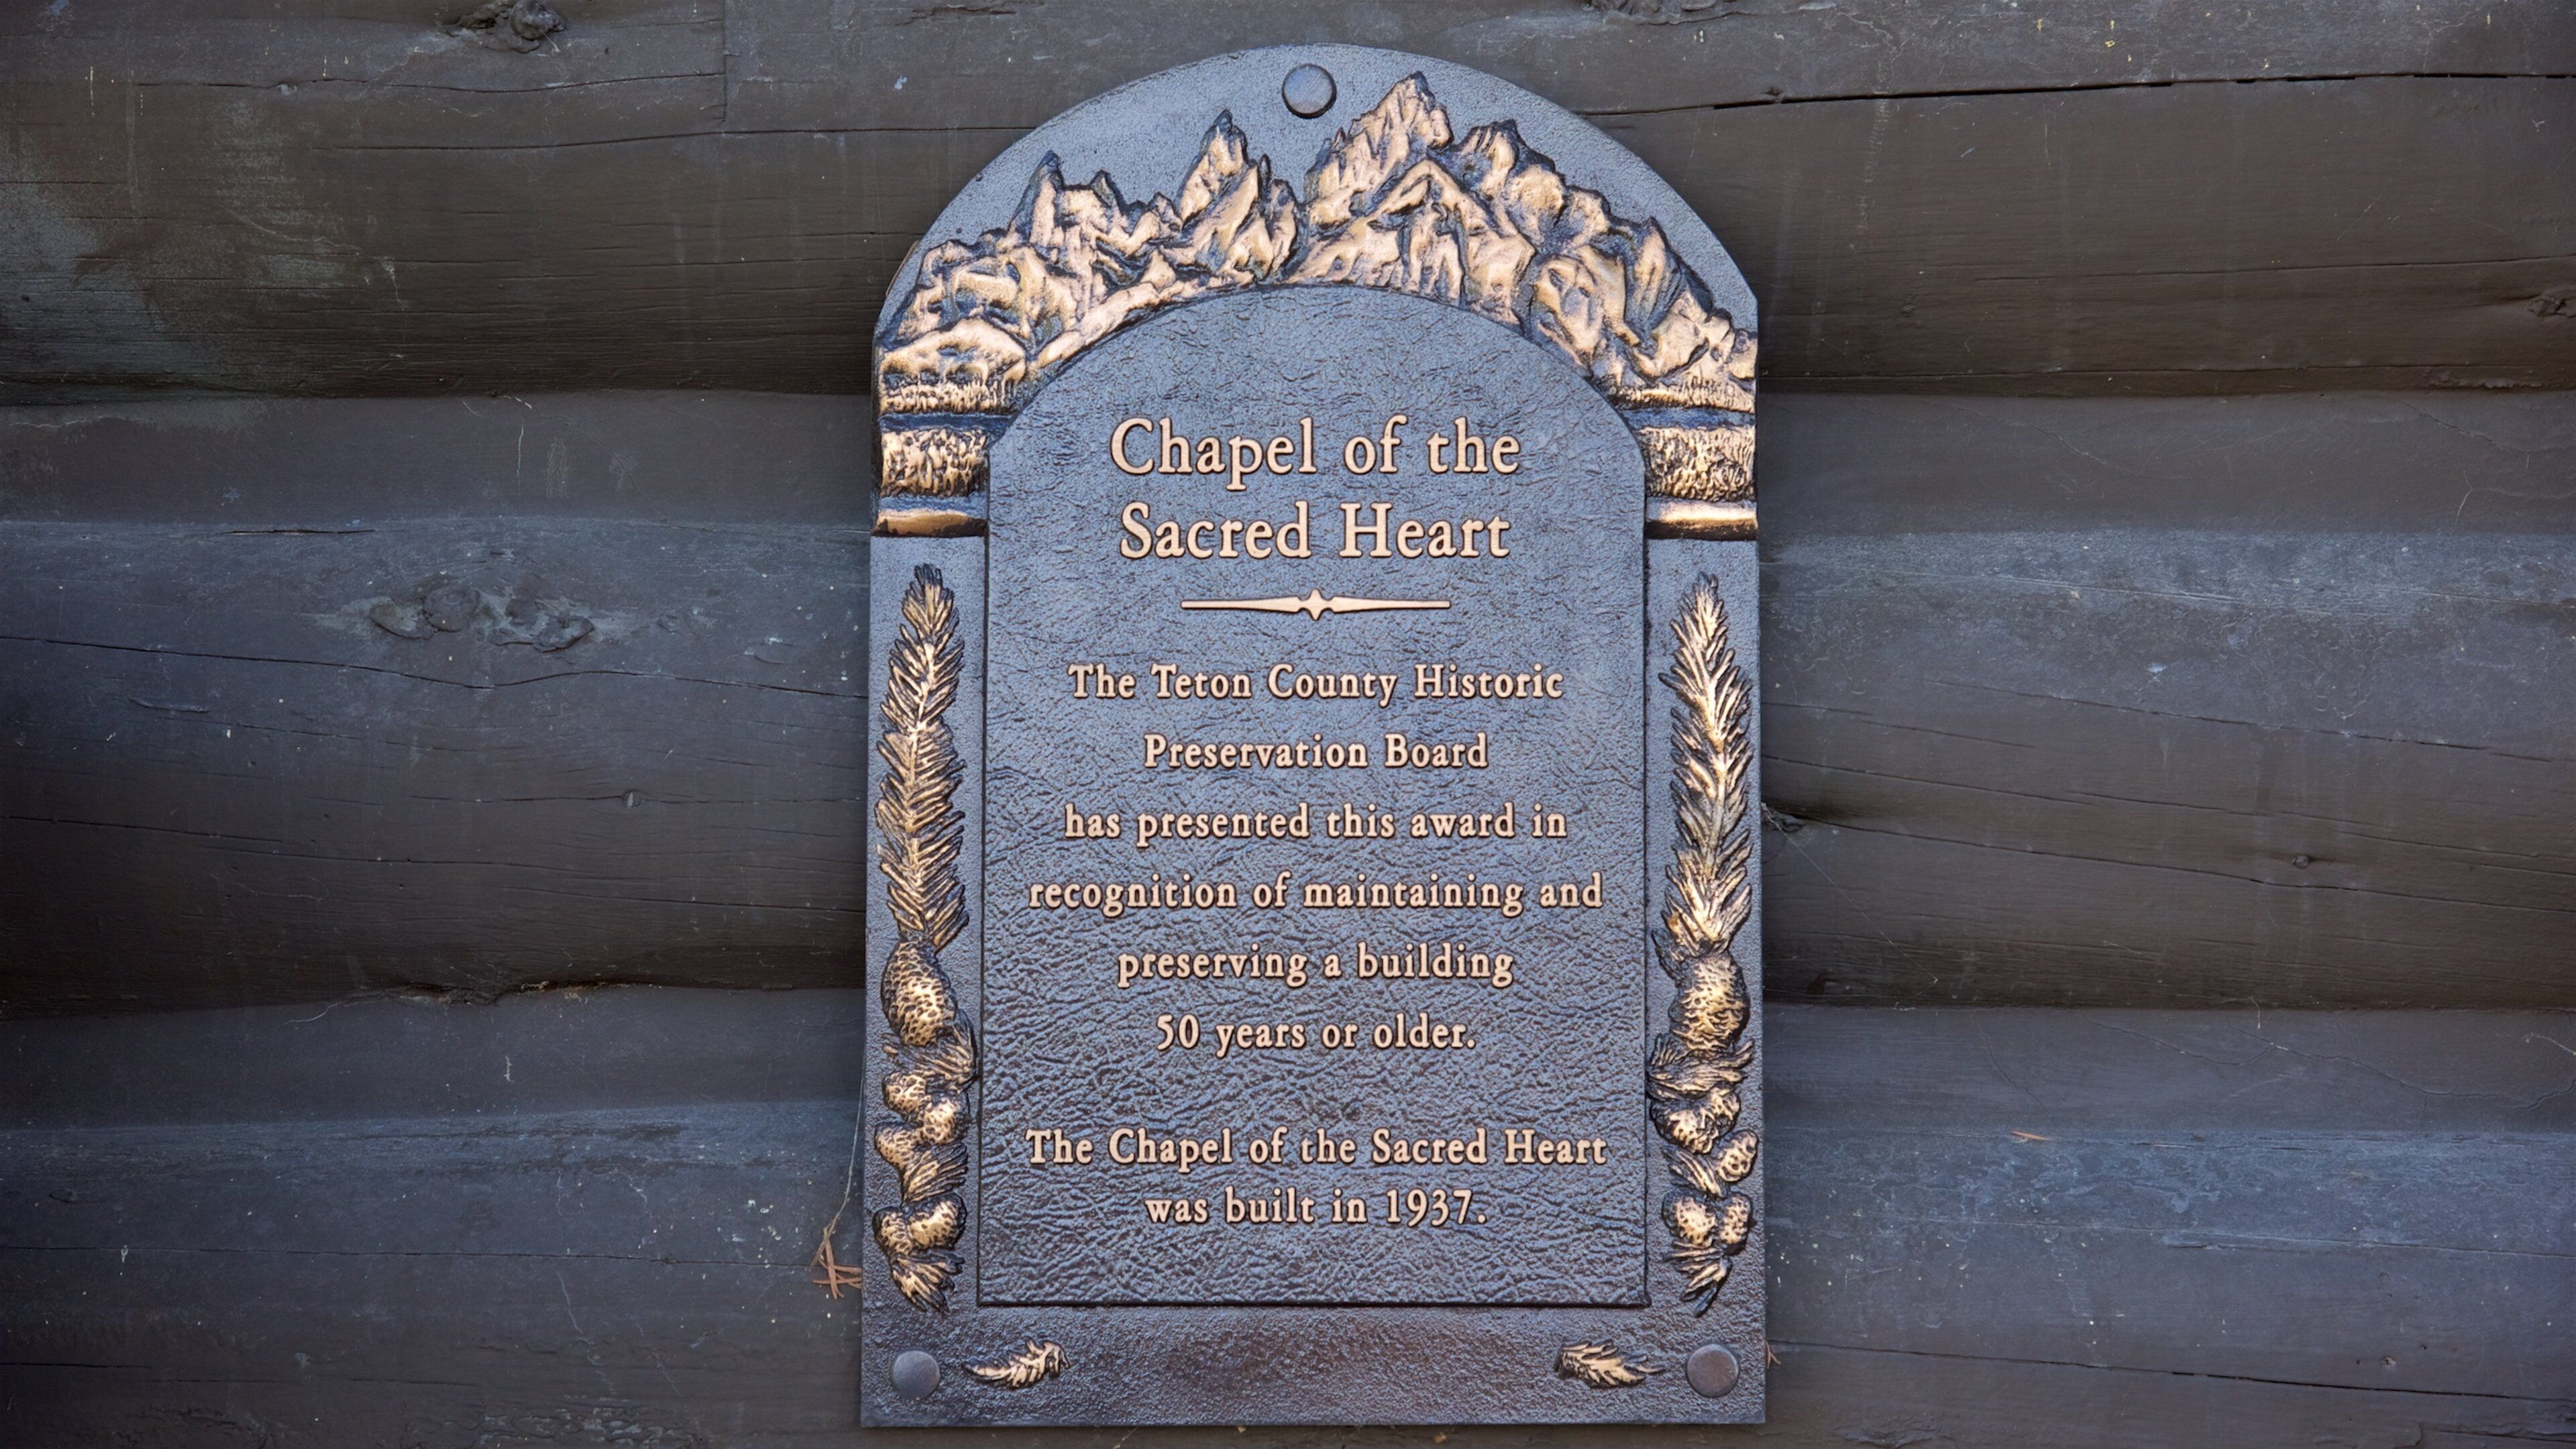 Chapel of the
Sacred Heart
The Teton County Historic
Preservation Board
has presented this award in
recognition of maintaining and
preserving a building
50 years or older.
The Chapel of the Sacred Heart
was built in 1937.